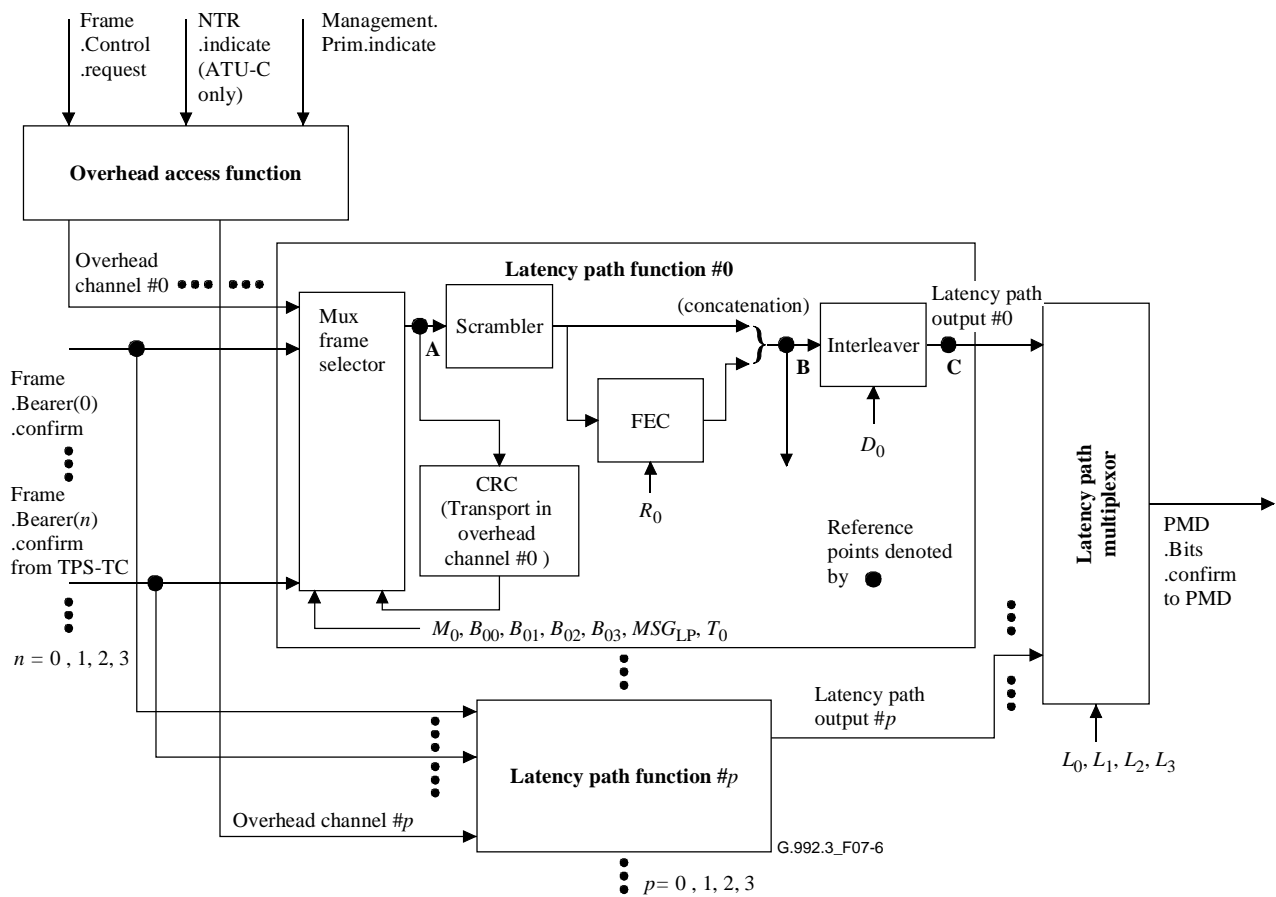 Frame
.Control
.request
NTR
.indicate
(ATU-C
only)
Management.
Prim.indicate
Overhead access function
Overhead
channel #0
Latency path function #0
Mux
frame
selector
A
Scrambler
(concatenation)
FEC
R0
B
Interleaver
D0
C
Latency path
output #0
CRC
(Transport in
overhead
channel #0 )
Reference
points denoted
by
Frame
.Bearer(0)
.confirm
Frame
.Bearer(n)
.confirm
from TPS-TC
n = 0 , 1, 2, 3
M0, B00, B01, B02, B03, MSGLP, T0
Latency path
multiplexor
PMD
.Bits
.confirm
to PMD
L0, L1, L2, L3
Latency path
output #p
Latency path function #p
Overhead channel #p
G.992.3_F07-6
p= 0 , 1, 2, 3